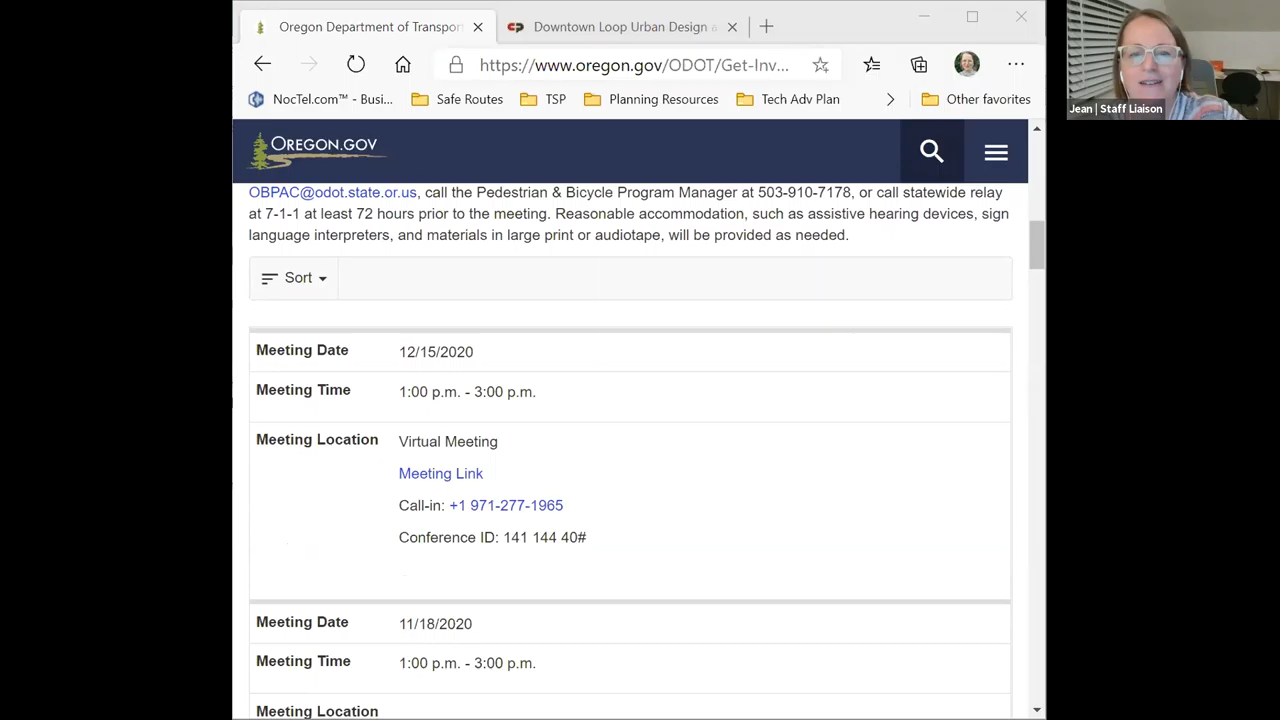 Oregon Department of Transpor
Downtown Loop Urban Design a
https://www.oregon.gov/ODOT/Get-Inv...
NocTel.com™ - Busi...
Safe Routes
TSP
Planning Resources
Tech Adv Plan
Other favorites
Jean | Staff Liaison
OREGON.GOV
OBPAC@odot.state.or.us, call the Pedestrian & Bicycle Program Manager at 503-910-7178, or call statewide relay
at 7-1-1 at least 72 hours prior to the meeting. Reasonable accommodation, such as assistive hearing devices, sign
language interpreters, and materials in large print or audiotape, will be provided as needed.
Sort
Meeting Date 12/15/2020
Meeting Time 1:00 p.m. - 3:00 p.m.
Meeting Location Virtual Meeting
Meeting Link
Call-in: +1 971-277-1965
Conference ID: 141 144 40#
Meeting Date 11/18/2020
Meeting Time 1:00 p.m. - 3:00 p.m.
Meeting Location